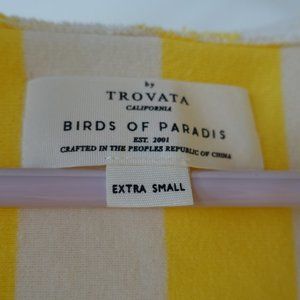 by
TROVATA
CALIFORNIA
BIRDS OF PARADIS
EST. 2001
CRAFTED IN THE PEOPLES REPUBLIC OF CHINA
EXTRA SMALL